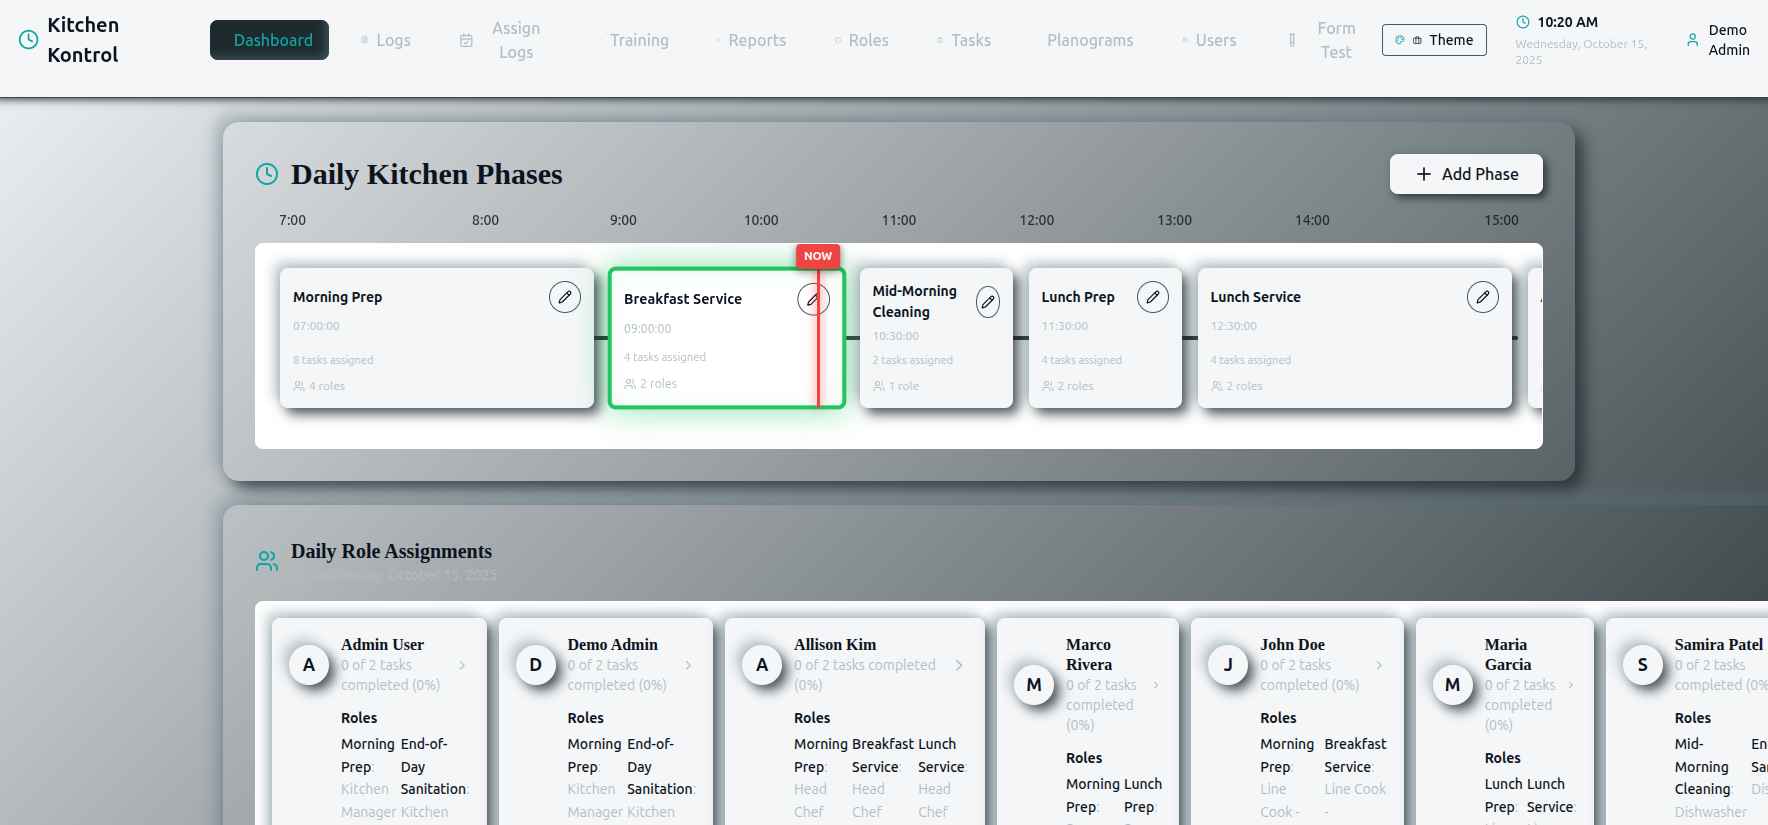 Kitchen Kontrol
Dashboard
Logs
Assign Logs
Training
Reports
Roles
Tasks
Planograms
Users
Form Test
Theme
10:20 AM
Wednesday, October 15, 2025
Demo Admin
Daily Kitchen Phases
Add Phase
7:00 8:00 9:00 10:00 11:00 12:00 13:00 14:00 15:00
NOW
Morning Prep
07:00:00
8 tasks assigned
4 roles
Breakfast Service
09:00:00
4 tasks assigned
2 roles
Mid-Morning
Cleaning
10:30:00
2 tasks assigned
1 role
Lunch Prep
11:30:00
4 tasks assigned
2 roles
Lunch Service
12:30:00
4 tasks assigned
2 roles
Daily Role Assignments
Wednesday, October 15, 2025
Admin User
0 of 2 tasks
completed (0%)
A
Roles
Morning End-of-
Prep: Day
Kitchen Sanitation:
Manager Kitchen
Demo Admin
0 of 2 tasks
completed (0%)
D
Roles
Morning End-of-
Prep: Day
Kitchen Sanitation:
Manager Kitchen
Allison Kim
0 of 2 tasks completed
(0%)
A
Roles
Morning Breakfast Lunch
Prep: Service: Service:
Head Head Head
Chef Chef Chef
Marco
Rivera
0 of 2 tasks
completed
(0%)
M
Roles
Morning Lunch
Prep: Prep:
John Doe
0 of 2 tasks
completed (0%)
J
Roles
Morning Breakfast
Prep: Service:
Line Line Cook
Cook - -
Maria
Garcia
0 of 2 tasks
completed
(0%)
M
Roles
Lunch Lunch
Prep: Service:
Samira Patel
0 of 2 tasks
completed (0%
S
Roles
Mid- En
Morning Sa
Cleaning: Dis
Dishwasher